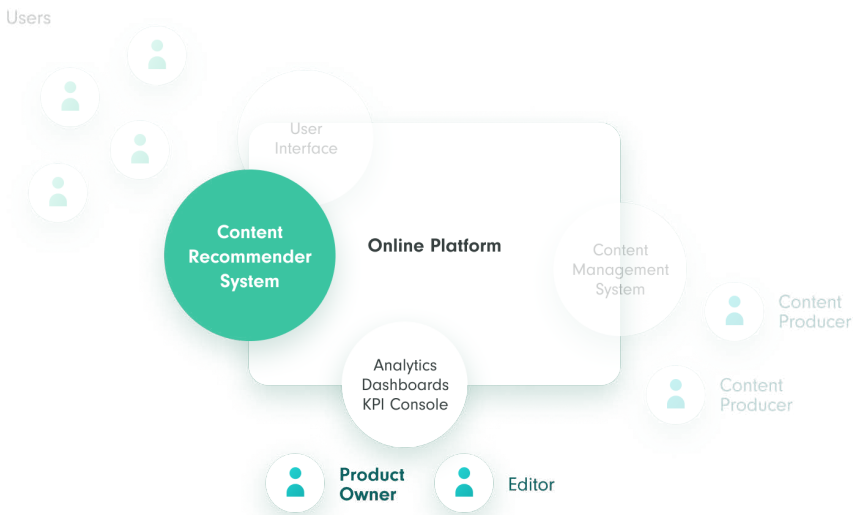 Users
User
Interface
Content
Recommender
System
Online Platform
Content
Management
System
Content
Producer
Analytics
Dashboards
KPI Console
Content
Producer
Product
Owner
Editor